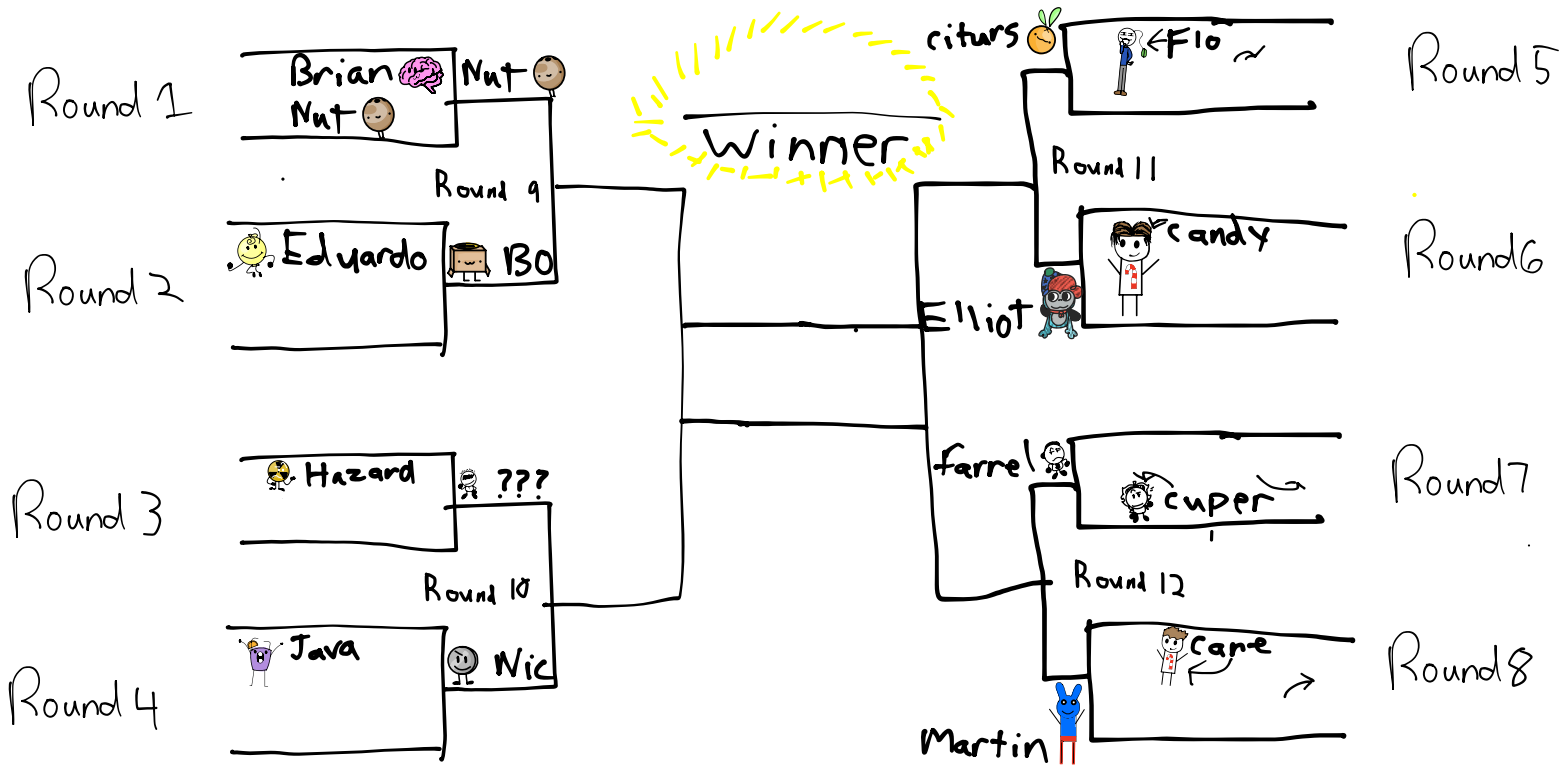 Round 1
Brian
Nut
Nut
Round 9
Round 2
Eduardo
BO
Round 3
Hazard
???
Round 10
Round 4
Java
Nic
Winner
citurs
Flo
Round 5
Round 11
candy
Round6
Elliot
farrel
cuper
Round7
Round 12
cane
Round8
Martin